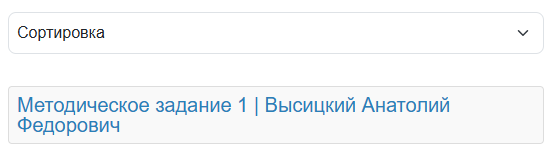 Сортировка
Методическое задание 1 | Высицкий Анатолий
Федорович